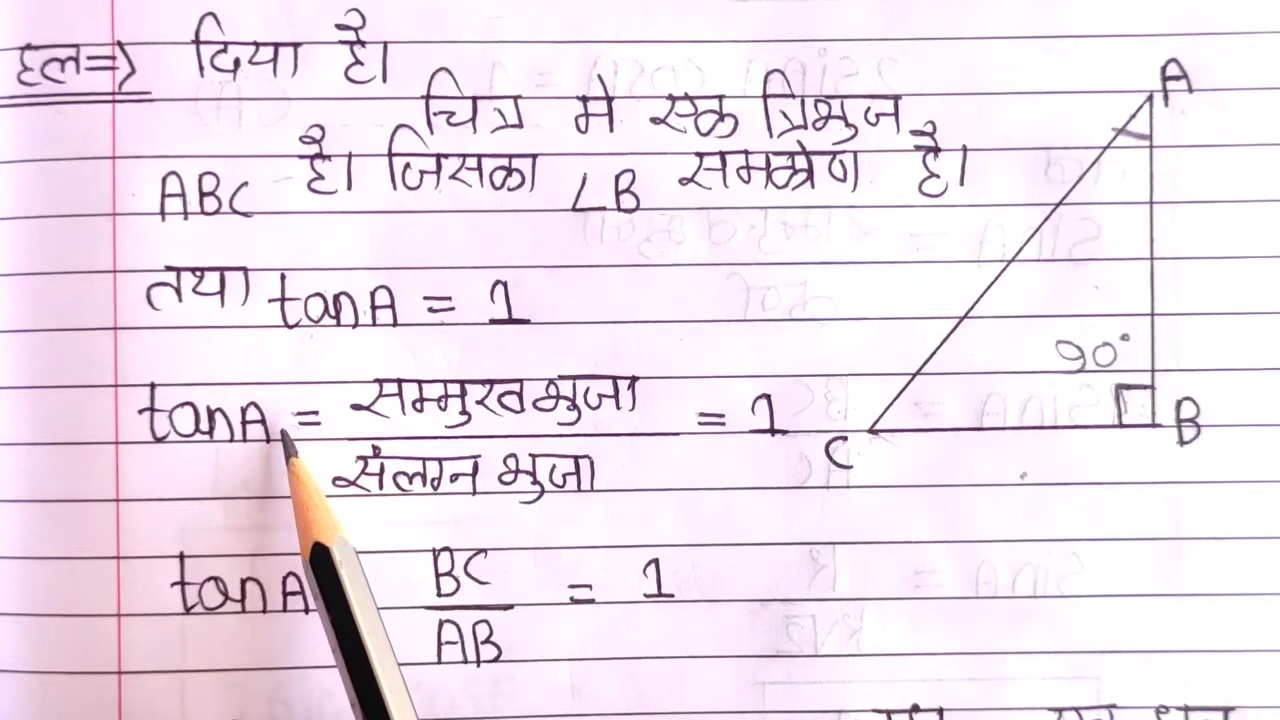 हल=> दिया है।
चित्र मे एक त्रिभुज
ABC है। जिसका ∠B समकोण है।
तथा tanA = 1
tanA = सम्मुख भुजा / संलग्न भुजा = 1
tanA BC / AB = 1
A
90°
B
C